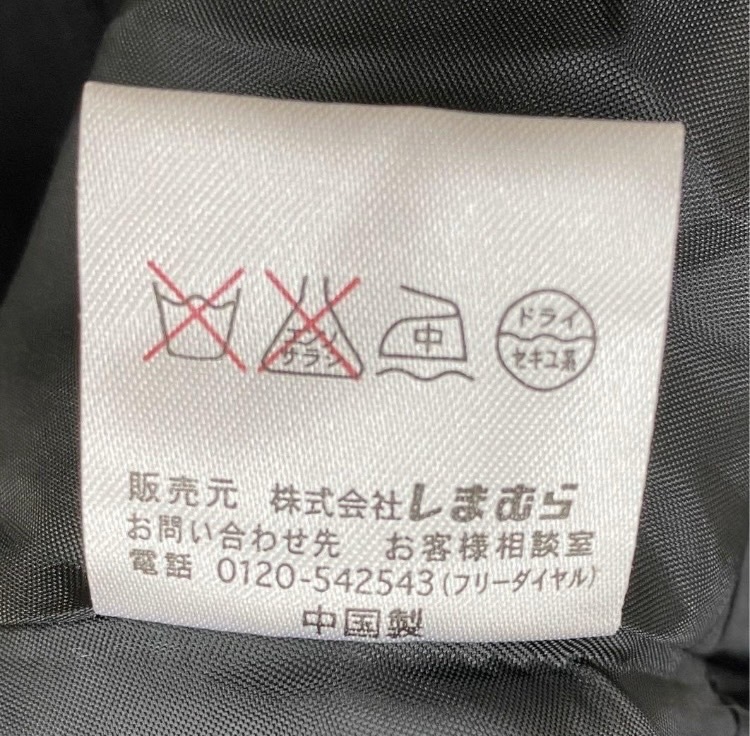 エンソ
サラシ
中
ドライ
セキユ系
販売元 株式会社しまむら
お問い合わせ先 お客様相談室
電話 0120-542543(フリーダイヤル)
中国製